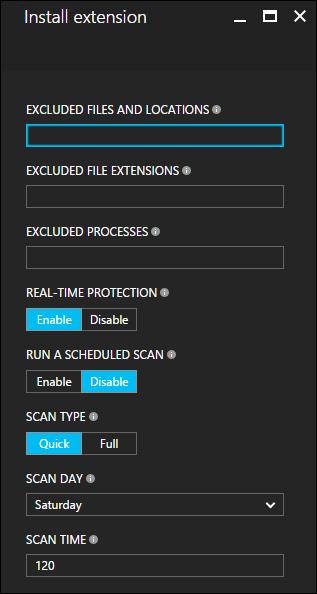 Install extension
EXCLUDED FILES AND LOCATIONS
EXCLUDED FILE EXTENSIONS
EXCLUDED PROCESSES
REAL-TIME PROTECTION
Enable Disable
RUN A SCHEDULED SCAN
Enable Disable
SCAN TYPE
Quick Full
SCAN DAY
Saturday
SCAN TIME
120